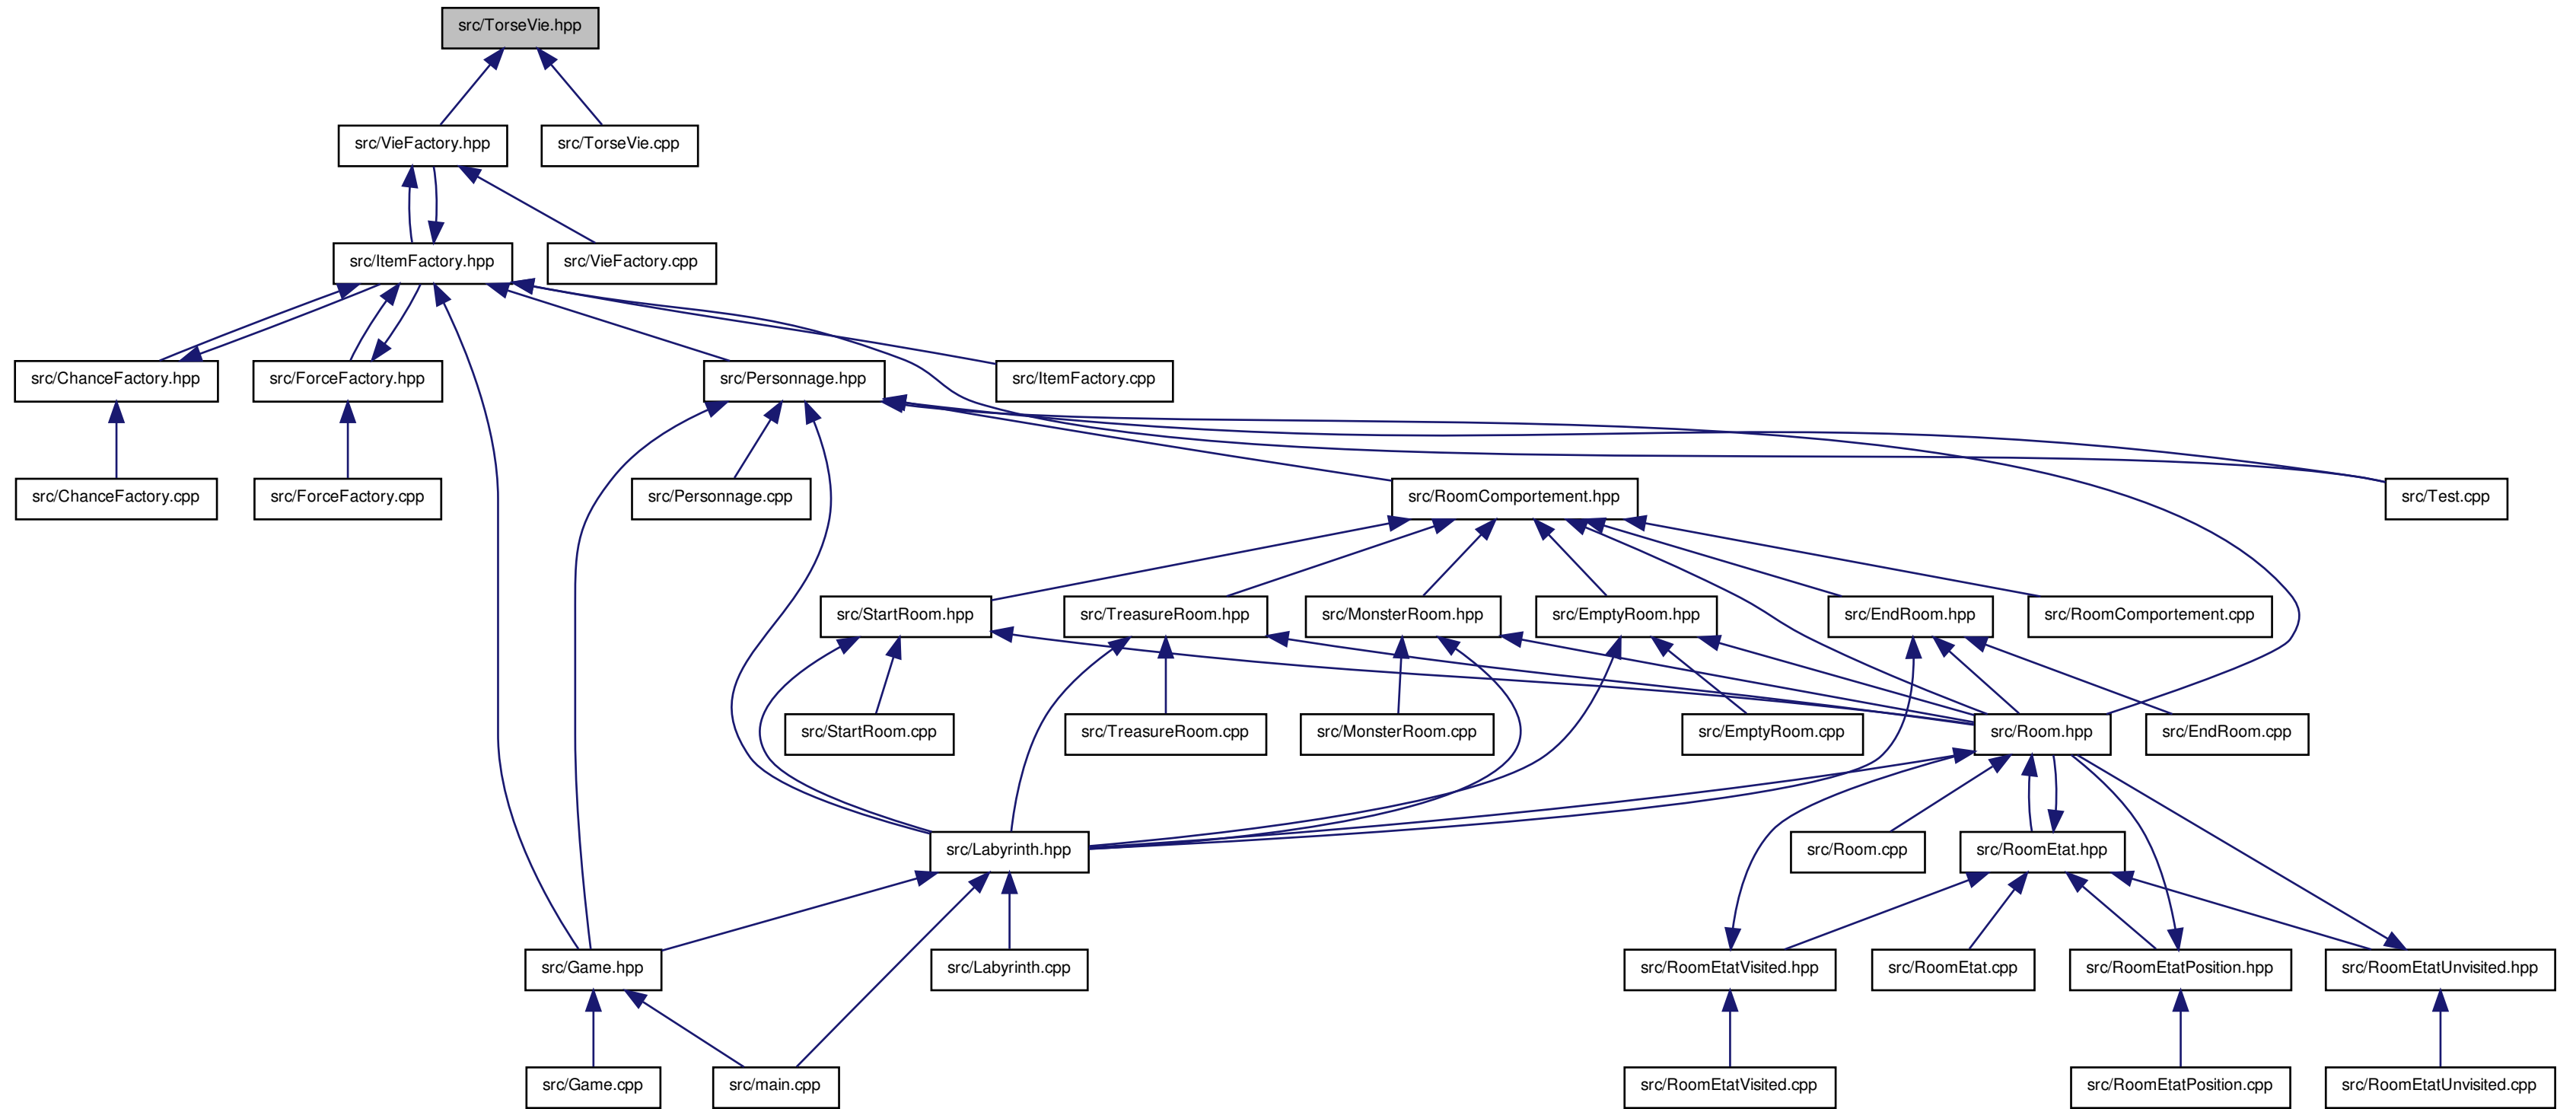 src/TorseVie.hpp
src/VieFactory.hpp
src/TorseVie.cpp
src/ItemFactory.hpp
src/VieFactory.cpp
src/ChanceFactory.hpp
src/ForceFactory.hpp
src/Personnage.hpp
src/ItemFactory.cpp
src/ChanceFactory.cpp
src/ForceFactory.cpp
src/Personnage.cpp
src/RoomComportement.hpp
src/Test.cpp
src/StartRoom.hpp
src/TreasureRoom.hpp
src/MonsterRoom.hpp
src/EmptyRoom.hpp
src/EndRoom.hpp
src/RoomComportement.cpp
src/StartRoom.cpp
src/TreasureRoom.cpp
src/MonsterRoom.cpp
src/EmptyRoom.cpp
src/Room.hpp
src/EndRoom.cpp
src/Labyrinth.hpp
src/Room.cpp
src/RoomEtat.hpp
src/Game.hpp
src/Labyrinth.cpp
src/RoomEtatVisited.hpp
src/RoomEtat.cpp
src/RoomEtatPosition.hpp
src/RoomEtatUnvisited.hpp
src/Game.cpp
src/main.cpp
src/RoomEtatVisited.cpp
src/RoomEtatPosition.cpp
src/RoomEtatUnvisited.cpp